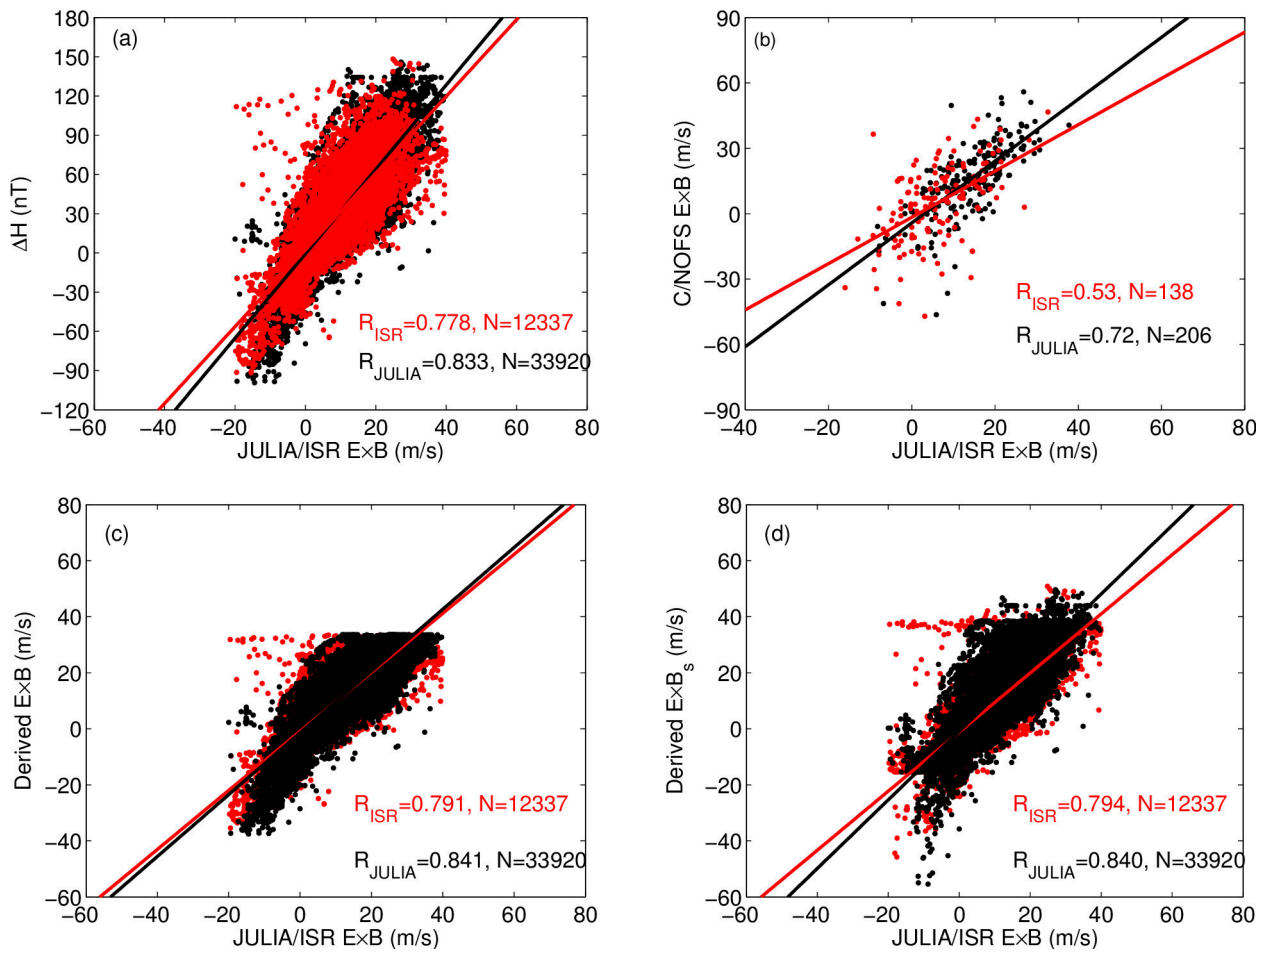 (a)
180
150
120
90
60
30
0
−30
−60
−90
−120
ΔH (nT)
R_ISR=0.778, N=12337
R_JULIA=0.833, N=33920
−60 −40 −20 0 20 40 60 80
JULIA/ISR E×B (m/s)
(b)
90
60
30
0
−30
−60
−90
C/NOFS E×B (m/s)
R_ISR=0.53, N=138
R_JULIA=0.72, N=206
−40 −20 0 20 40 60 80
JULIA/ISR E×B (m/s)
(c)
80
60
40
20
0
−20
−40
−60
Derived E×B (m/s)
R_ISR=0.791, N=12337
R_JULIA=0.841, N=33920
−60 −40 −20 0 20 40 60 80
JULIA/ISR E×B (m/s)
(d)
80
60
40
20
0
−20
−40
−60
Derived E×B_s (m/s)
R_ISR=0.794, N=12337
R_JULIA=0.840, N=33920
−60 −40 −20 0 20 40 60 80
JULIA/ISR E×B (m/s)